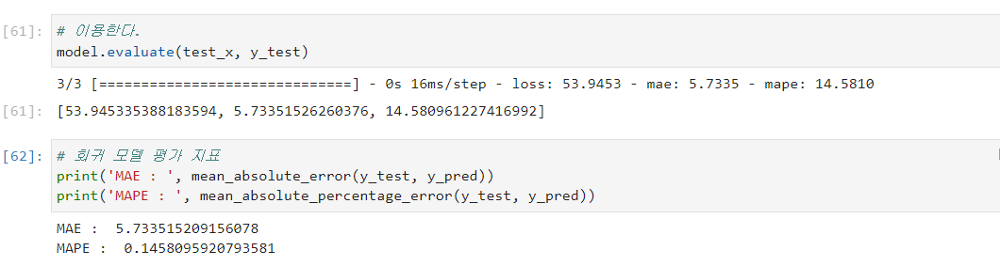 [61]: # 이용한다.
model.evaluate(test_x, y_test)
3/3 [==============================] - 0s 16ms/step - loss: 53.9453 - mae: 5.7335 - mape: 14.5810
[61]: [53.945335388183594, 5.73351526260376, 14.580961227416992]
[62]: # 회귀 모델 평가 지표
print('MAE : ', mean_absolute_error(y_test, y_pred))
print('MAPE : ', mean_absolute_percentage_error(y_test, y_pred))
MAE :  5.733515209156078
MAPE :  0.1458095920793581